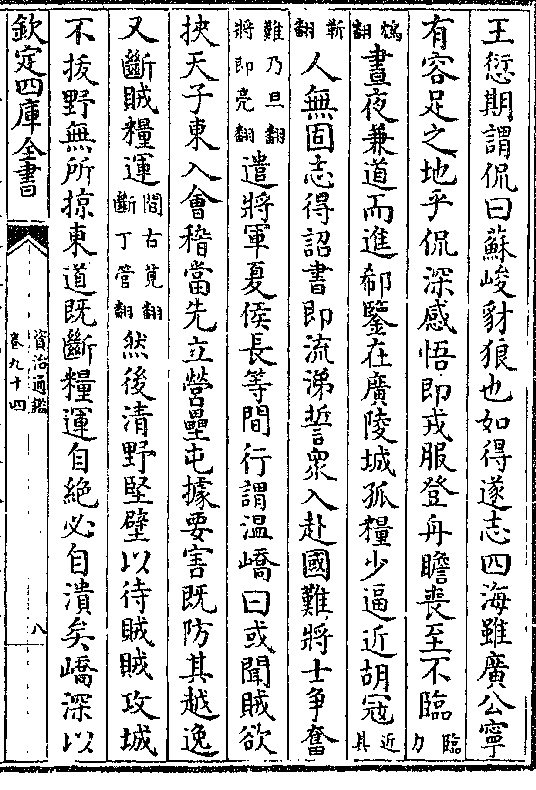 王愆期謂侃曰蘇峻豺狼也如得遂志四海雖廣公寧
有容足之地乎侃深感悟即戎服登舟瞻喪至不臨臨力
鴆翻晝夜兼道而進郗鑒在廣陵城孤糧少逼近胡冦近其
靳翻人無固志得詔書即流涕誓衆入赴國難將士争奮
難乃旦翻將即亮翻遣將軍夏侯長等間行謂温嶠曰或聞賊欲
挾天子東入會稽當先立營壘屯據要害既防其越逸
又斷賊糧運間古莧翻斷丁管翻然後清野堅壁以待賊賊攻城
不拔野無所掠東道既斷糧運自絶必自潰矣嶠深以
欽定四庫全書
資治通鑑
卷九十四
八